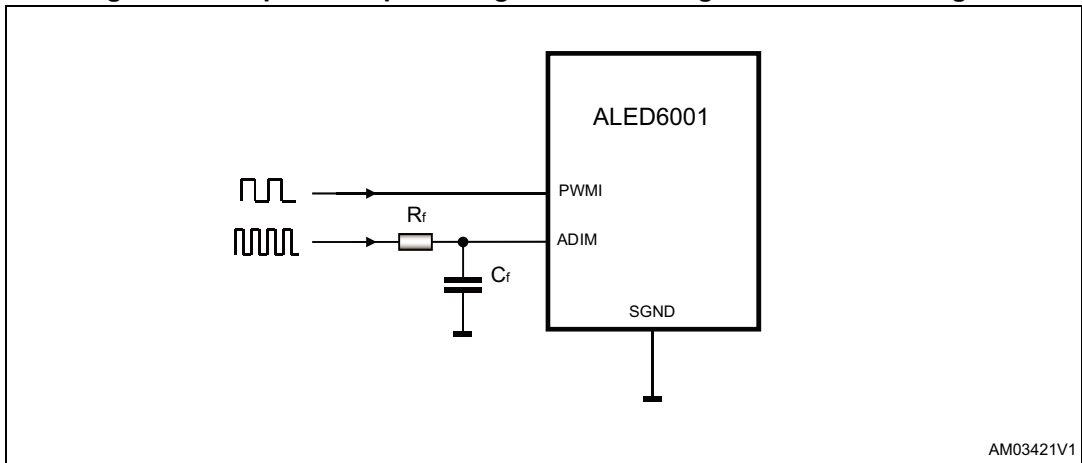 ALED6001
PWMI
Rf
ADIM
Cf
SGND
AM03421V1